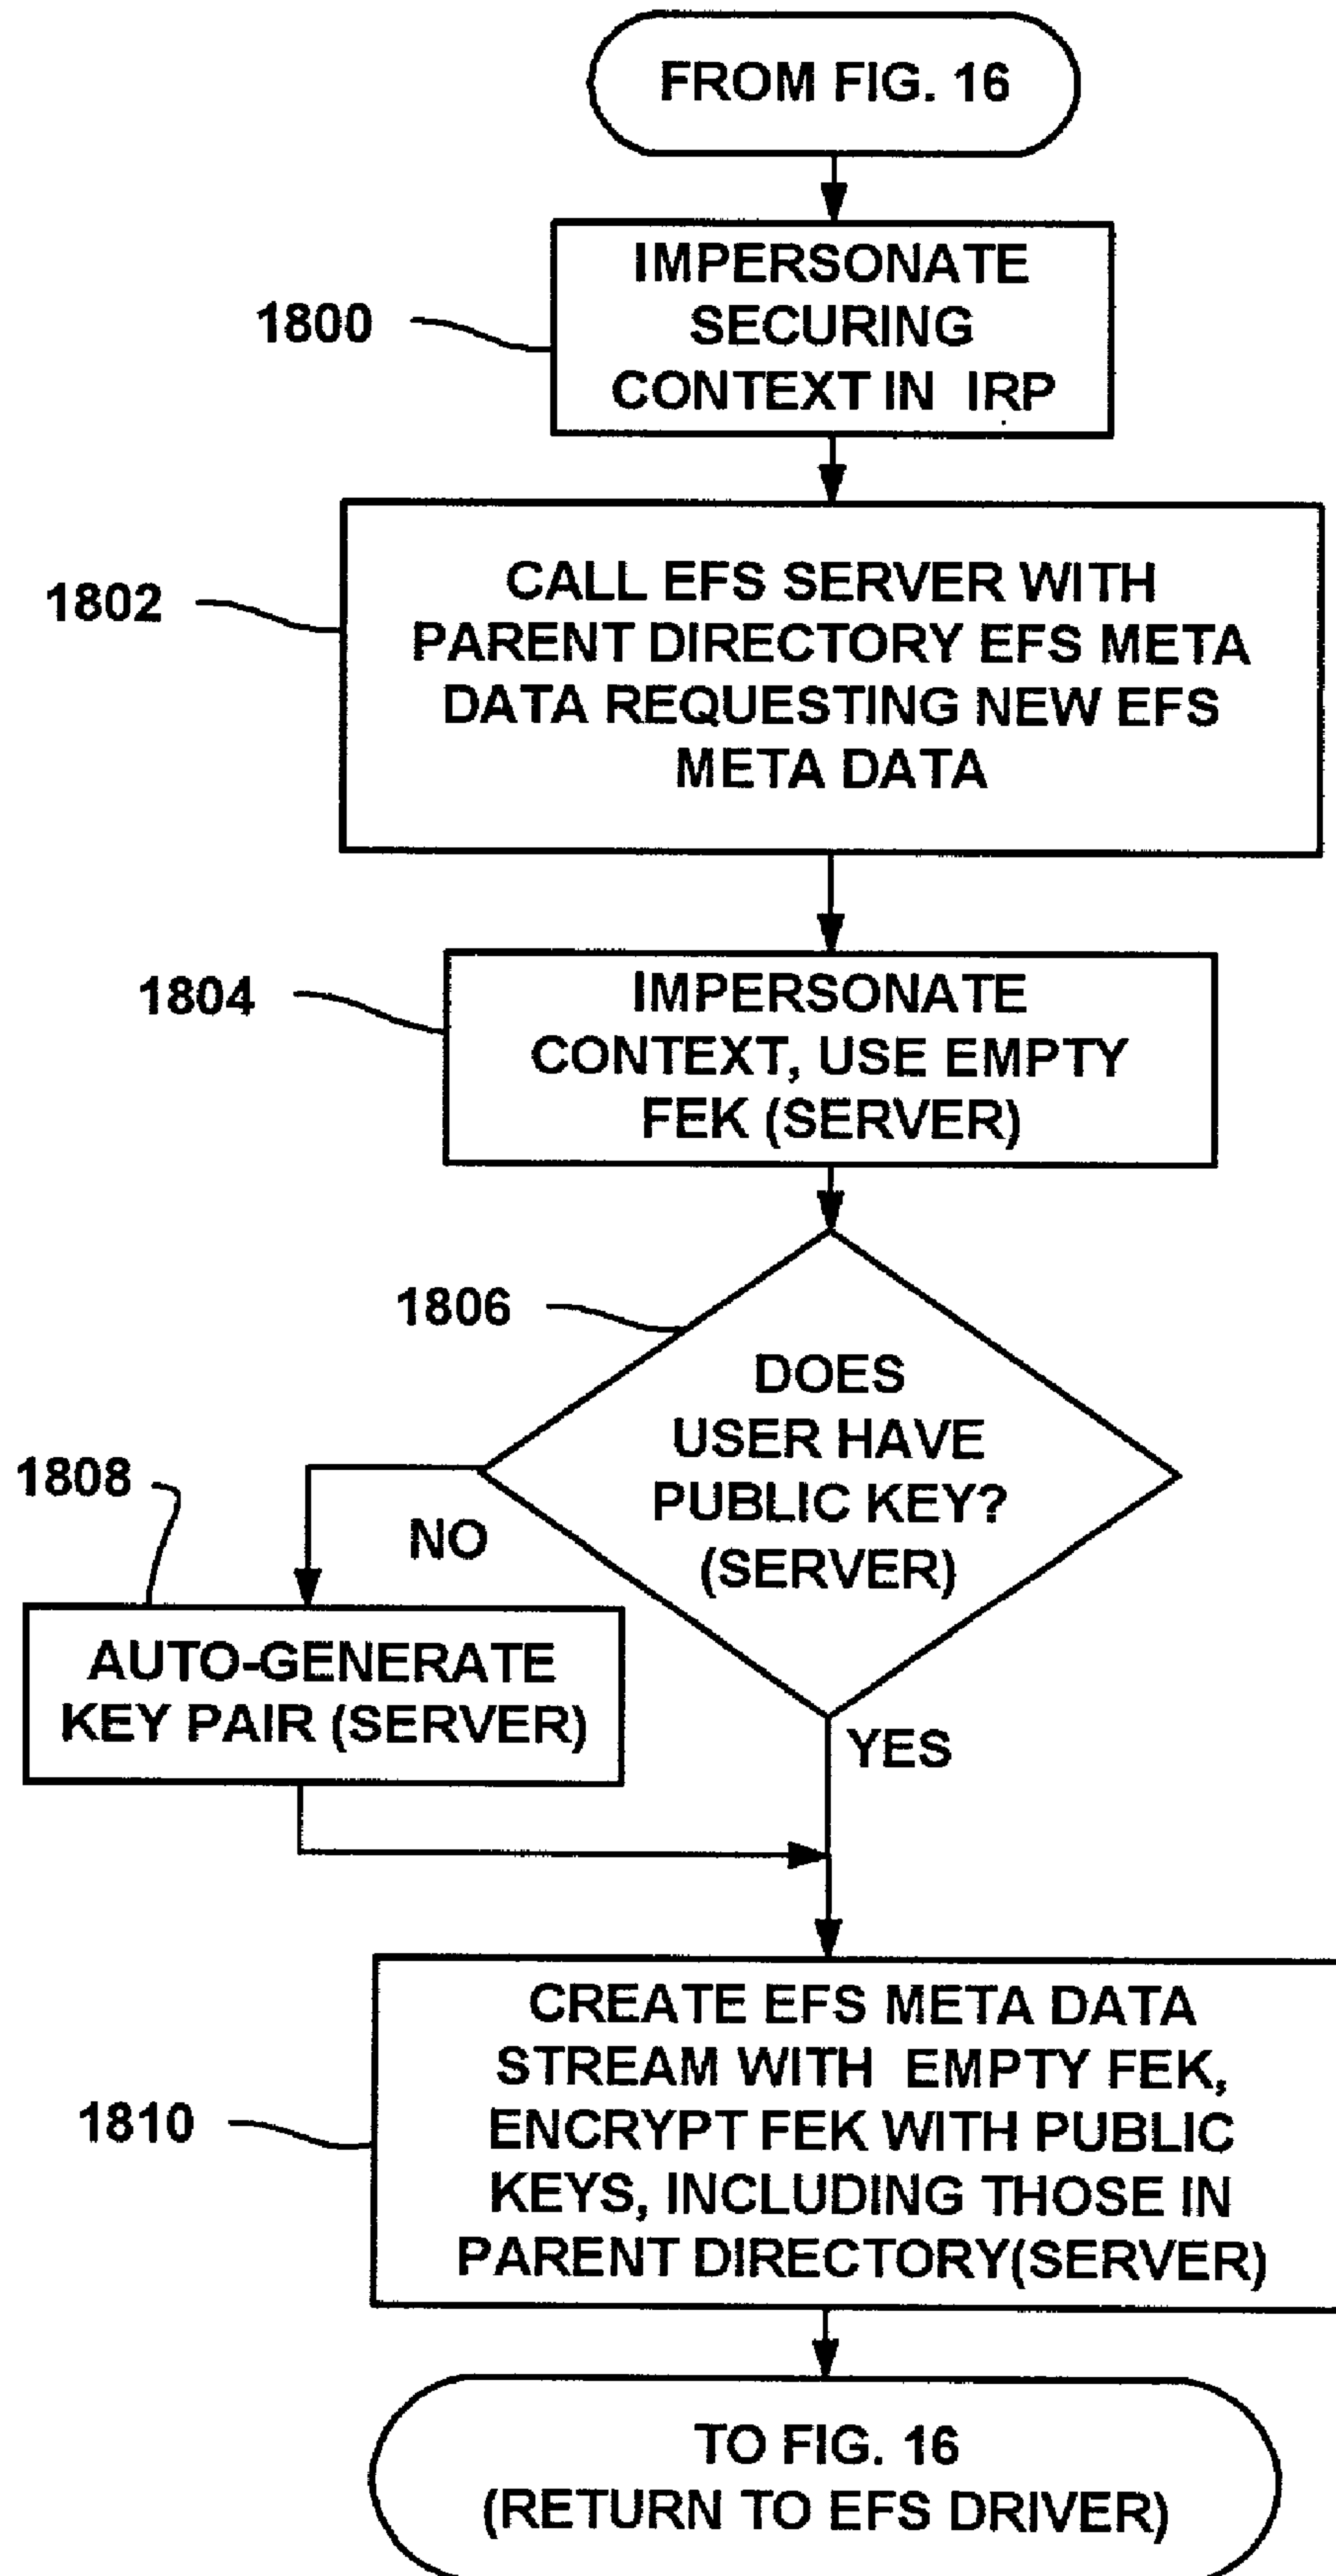 FROM FIG. 16
1800
IMPERSONATE
SECURING
CONTEXT IN IRP
1802
CALL EFS SERVER WITH
PARENT DIRECTORY EFS META
DATA REQUESTING NEW EFS
META DATA
1804
IMPERSONATE
CONTEXT, USE EMPTY
FEK (SERVER)
1806
DOES
USER HAVE
PUBLIC KEY?
(SERVER)
1808
NO
AUTO-GENERATE
KEY PAIR (SERVER)
YES
1810
CREATE EFS META DATA
STREAM WITH EMPTY FEK,
ENCRYPT FEK WITH PUBLIC
KEYS, INCLUDING THOSE IN
PARENT DIRECTORY(SERVER)
TO FIG. 16
(RETURN TO EFS DRIVER)